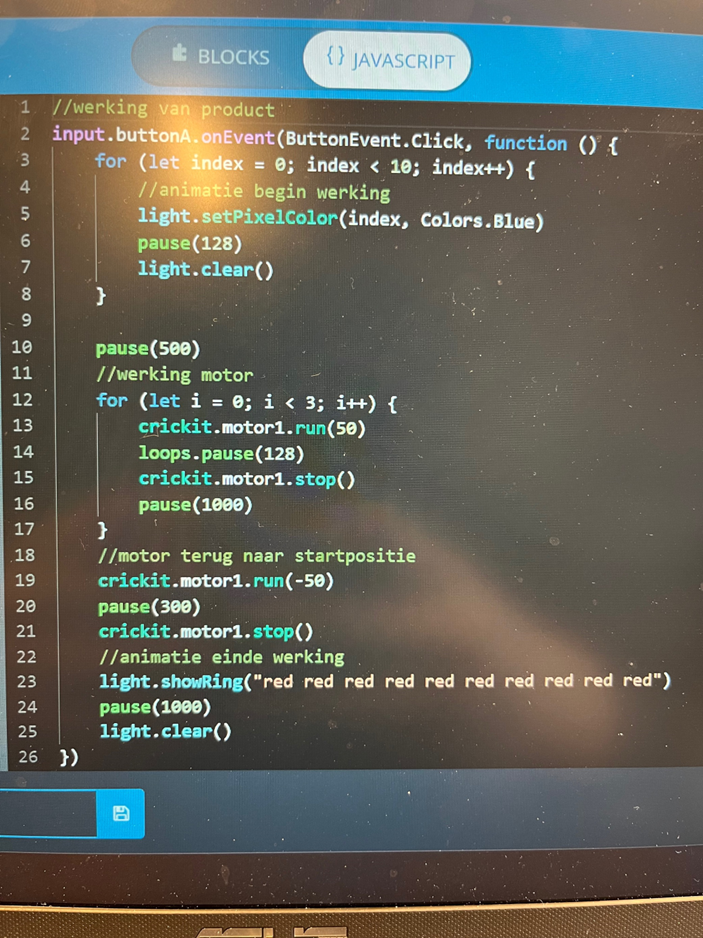 BLOCKS
{} JAVASCRIPT
1 //werking van product
2 input.buttonA.onEvent(ButtonEvent.Click, function () {
3 for (let index = 0; index < 10; index++) {
4 //animatie begin werking
5 light.setPixelColor(index, Colors.Blue)
6 pause(128)
7 light.clear()
8 }
9
10 pause(500)
11 //werking motor
12 for (let i = 0; i < 3; i++) {
13 crickit.motor1.run(50)
14 loops.pause(128)
15 crickit.motor1.stop()
16 pause(1000)
17 }
18 //motor terug naar startpositie
19 crickit.motor1.run(-50)
20 pause(300)
21 crickit.motor1.stop()
22 //animatie einde werking
23 light.showRing("red red red red red red red red red red")
24 pause(1000)
25 light.clear()
26 })